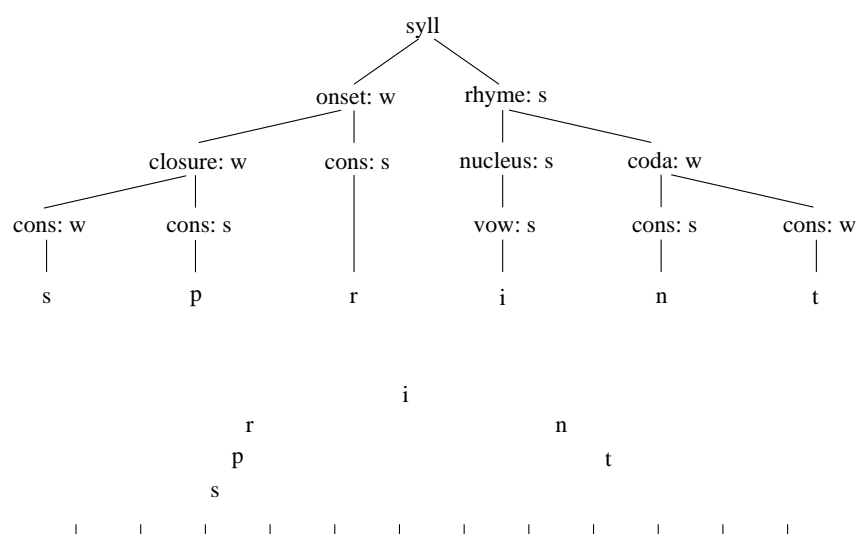 syll
onset: w rhyme: s
closure: w cons: s nucleus: s coda: w
cons: w cons: s vow: s cons: s cons: w
s p r i n t
i
r n
p t
s